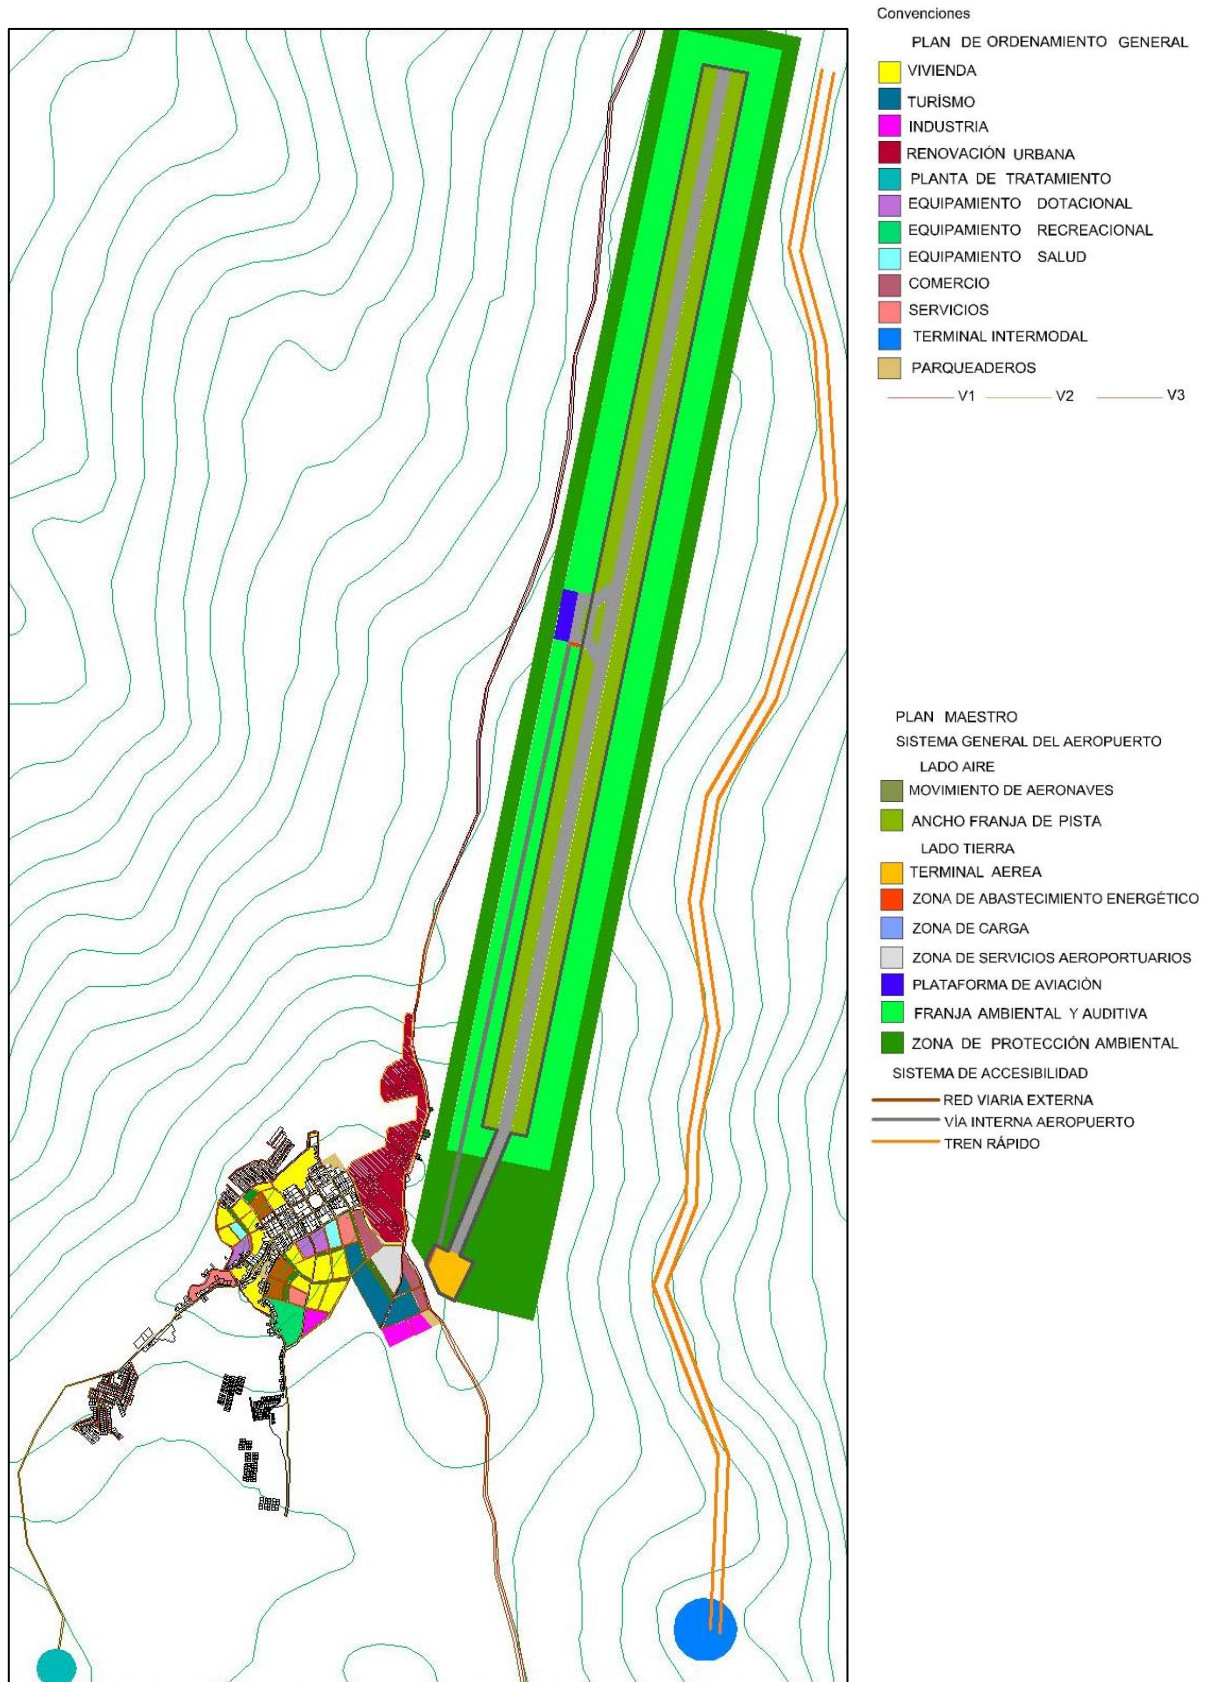 Convenciones
PLAN DE ORDENAMIENTO GENERAL
VIVIENDA
TURÍSMO
INDUSTRIA
RENOVACIÓN URBANA
PLANTA DE TRATAMIENTO
EQUIPAMIENTO DOTACIONAL
EQUIPAMIENTO RECREACIONAL
EQUIPAMIENTO SALUD
COMERCIO
SERVICIOS
TERMINAL INTERMODAL
PARQUEADEROS
V1 V2 V3
PLAN MAESTRO
SISTEMA GENERAL DEL AEROPUERTO
LADO AIRE
MOVIMIENTO DE AERONAVES
ANCHO FRANJA DE PISTA
LADO TIERRA
TERMINAL AEREA
ZONA DE ABASTECIMIENTO ENERGÉTICO
ZONA DE CARGA
ZONA DE SERVICIOS AEROPORTUARIOS
PLATAFORMA DE AVIACIÓN
FRANJA AMBIENTAL Y AUDITIVA
ZONA DE PROTECCIÓN AMBIENTAL
SISTEMA DE ACCESIBILIDAD
RED VIARIA EXTERNA
VÍA INTERNA AEROPUERTO
TREN RÁPIDO